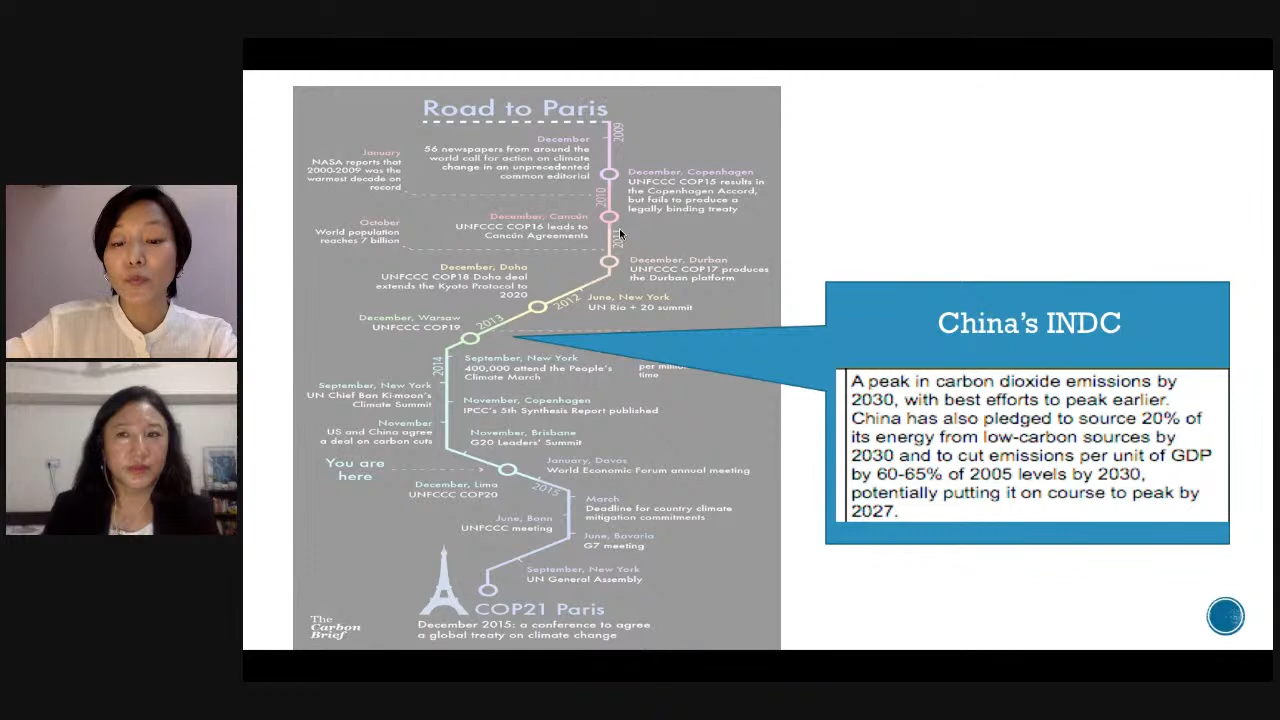 Road to Paris
2009
December
56 newspapers from around the
world call for action on climate
change in an unprecedented
common editorial
January
NASA reports that
2000-2009 was the
warmest decade on
record
December, Copenhagen
UNFCCC COP15 results in
the Copenhagen Accord,
but fails to produce a
legally binding treaty
2010
December, Cancún
UNFCCC COP16 leads to
Cancún Agreements
October
World population
reaches 7 billion
December, Durban
UNFCCC COP17 produces
the Durban platform
December, Doha
UNFCCC COP18 Doha deal
extends the Kyoto Protocol to
2020
2012
June, New York
UN Rio + 20 summit
December, Warsaw
UNFCCC COP19
2013
per
time
2014
September, New York
400,000 attend the People's
Climate March
September, New York
UN Chief Ban Ki-moon's
Climate Summit
November, Copenhagen
IPCC's 5th Synthesis Report published
November
US and China agree
a deal on carbon cuts
November, Brisbane
G20 Leaders' Summit
You are
here
January, Davos
World Economic Forum annual meeting
December, Lima
UNFCCC COP20
2015
March
Deadline for country climate
mitigation commitments
June, Bonn
UNFCCC meeting
June, Bavaria
G7 meeting
September, New York
UN General Assembly
COP21 Paris
December 2015: a conference to agree
a global treaty on climate change
The
Carbon
Brief
China's INDC
A peak in carbon dioxide emissions by
2030, with best efforts to peak earlier.
China has also pledged to source 20% of
its energy from low-carbon sources by
2030 and to cut emissions per unit of GDP
by 60-65% of 2005 levels by 2030,
potentially putting it on course to peak by
2027.